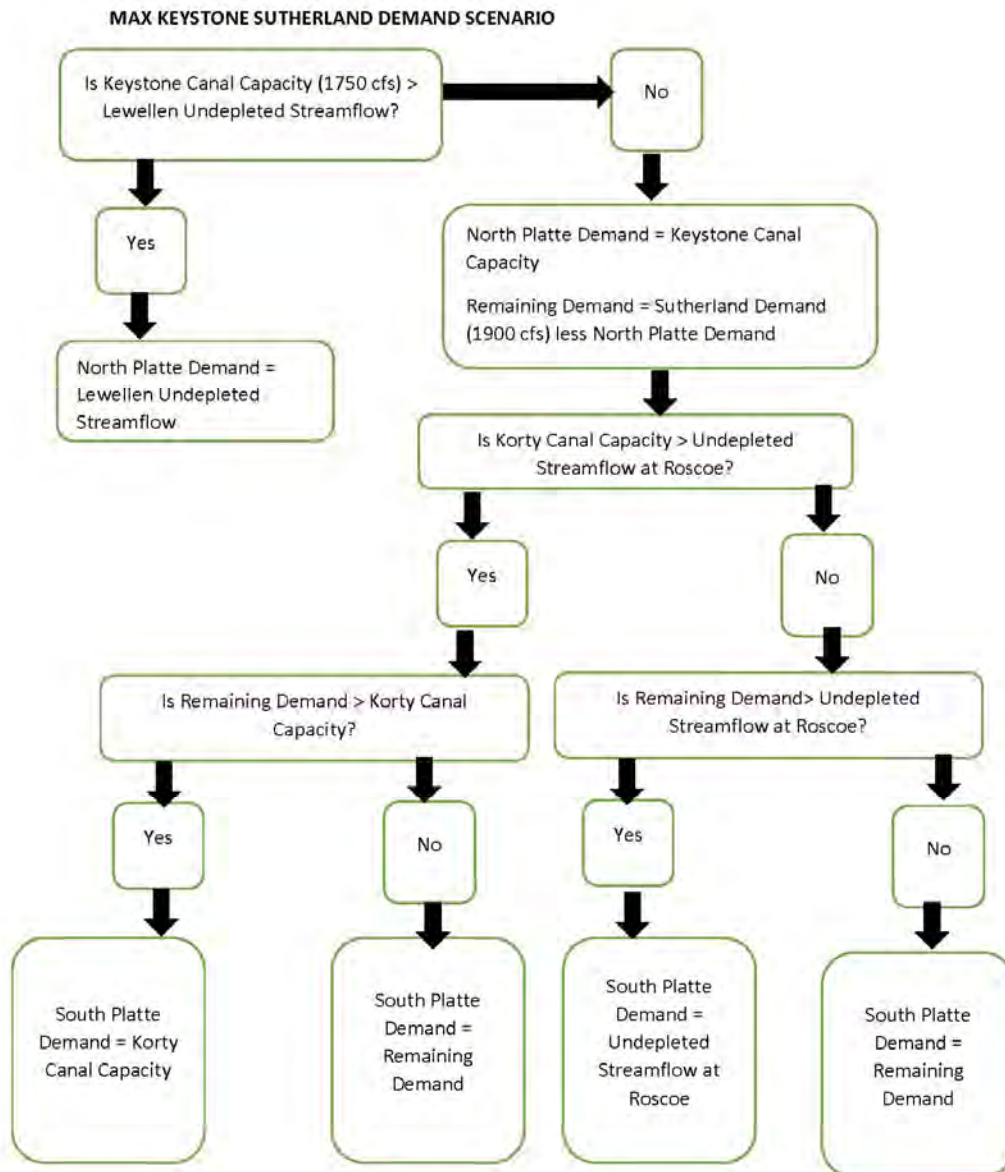 MAX KEYSTONE SUTHERLAND DEMAND SCENARIO
Is Keystone Canal Capacity (1750 cfs) >
Lewellen Undepleted Streamflow?
No
Yes
North Platte Demand = Keystone Canal
Capacity
Remaining Demand = Sutherland Demand
(1900 cfs) less North Platte Demand
North Platte Demand =
Lewellen Undepleted
Streamflow
Is Korty Canal Capacity > Undepleted
Streamflow at Roscoe?
Yes
No
Is Remaining Demand > Korty Canal
Capacity?
Is Remaining Demand> Undepleted
Streamflow at Roscoe?
Yes
No
Yes
No
South Platte
Demand = Korty
Canal Capacity
South Platte
Demand =
Remaining
Demand
South Platte
Demand =
Undepleted
Streamflow at
Roscoe
South Platte
Demand =
Remaining
Demand